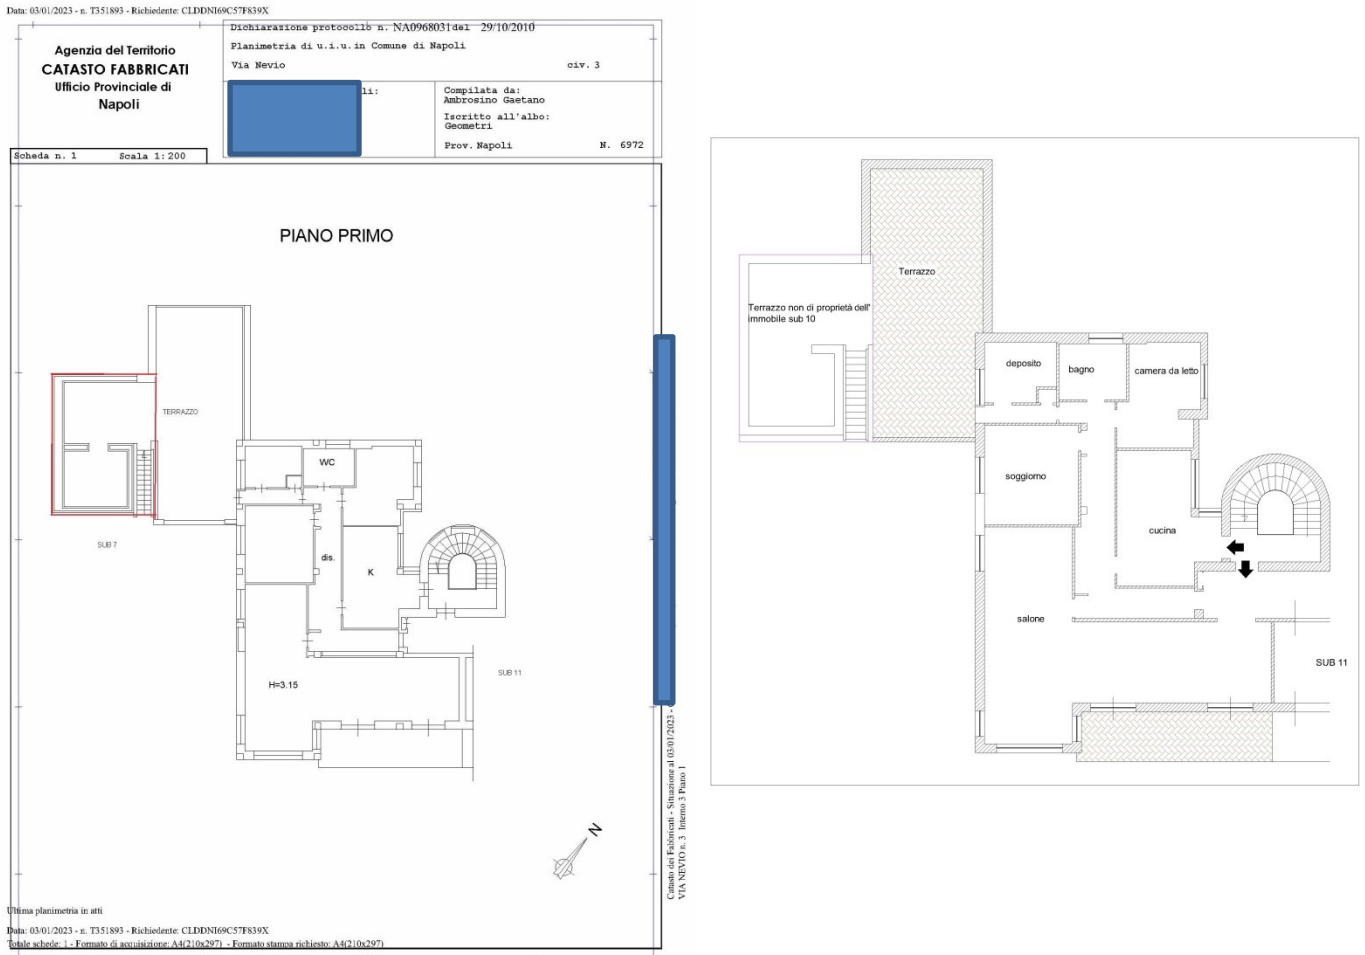 Data: 03/01/2023 - n. T351893 - Richiedente: CLDDNI69C57F839X
Agenzia del Territorio
CATASTO FABBRICATI
Ufficio Provinciale di
Napoli
Dichiarazione protocollo n. NA0968031 del 29/10/2010
Planimetria di u.i.u. in Comune di Napoli
Via Nevio civ. 3
li:
Compilata da:
Ambrosino Gaetano
Iscritto all'albo:
Geometri
Prov. Napoli N. 6972
Scheda n. 1 Scala 1:200
PIANO PRIMO
TERRAZZO
WC
SUB 7
dis.
K
SUB 11
H=3.15
N
Catasto dei Fabbricati - Situazione al 03/01/2023 -
VIA NEVIO n. 3 Interno 3 Piano 1
Ultima planimetria in atti
Data: 03/01/2023 - n. T351893 - Richiedente: CLDDNI69C57F839X
Totale schede: 1 - Formato di acquisizione: A4(210x297) - Formato stampa richiesto: A4(210x297)
Terrazzo
Terrazzo non di proprietà dell'
immobile sub 10
deposito
bagno
camera da letto
soggiorno
cucina
salone
SUB 11